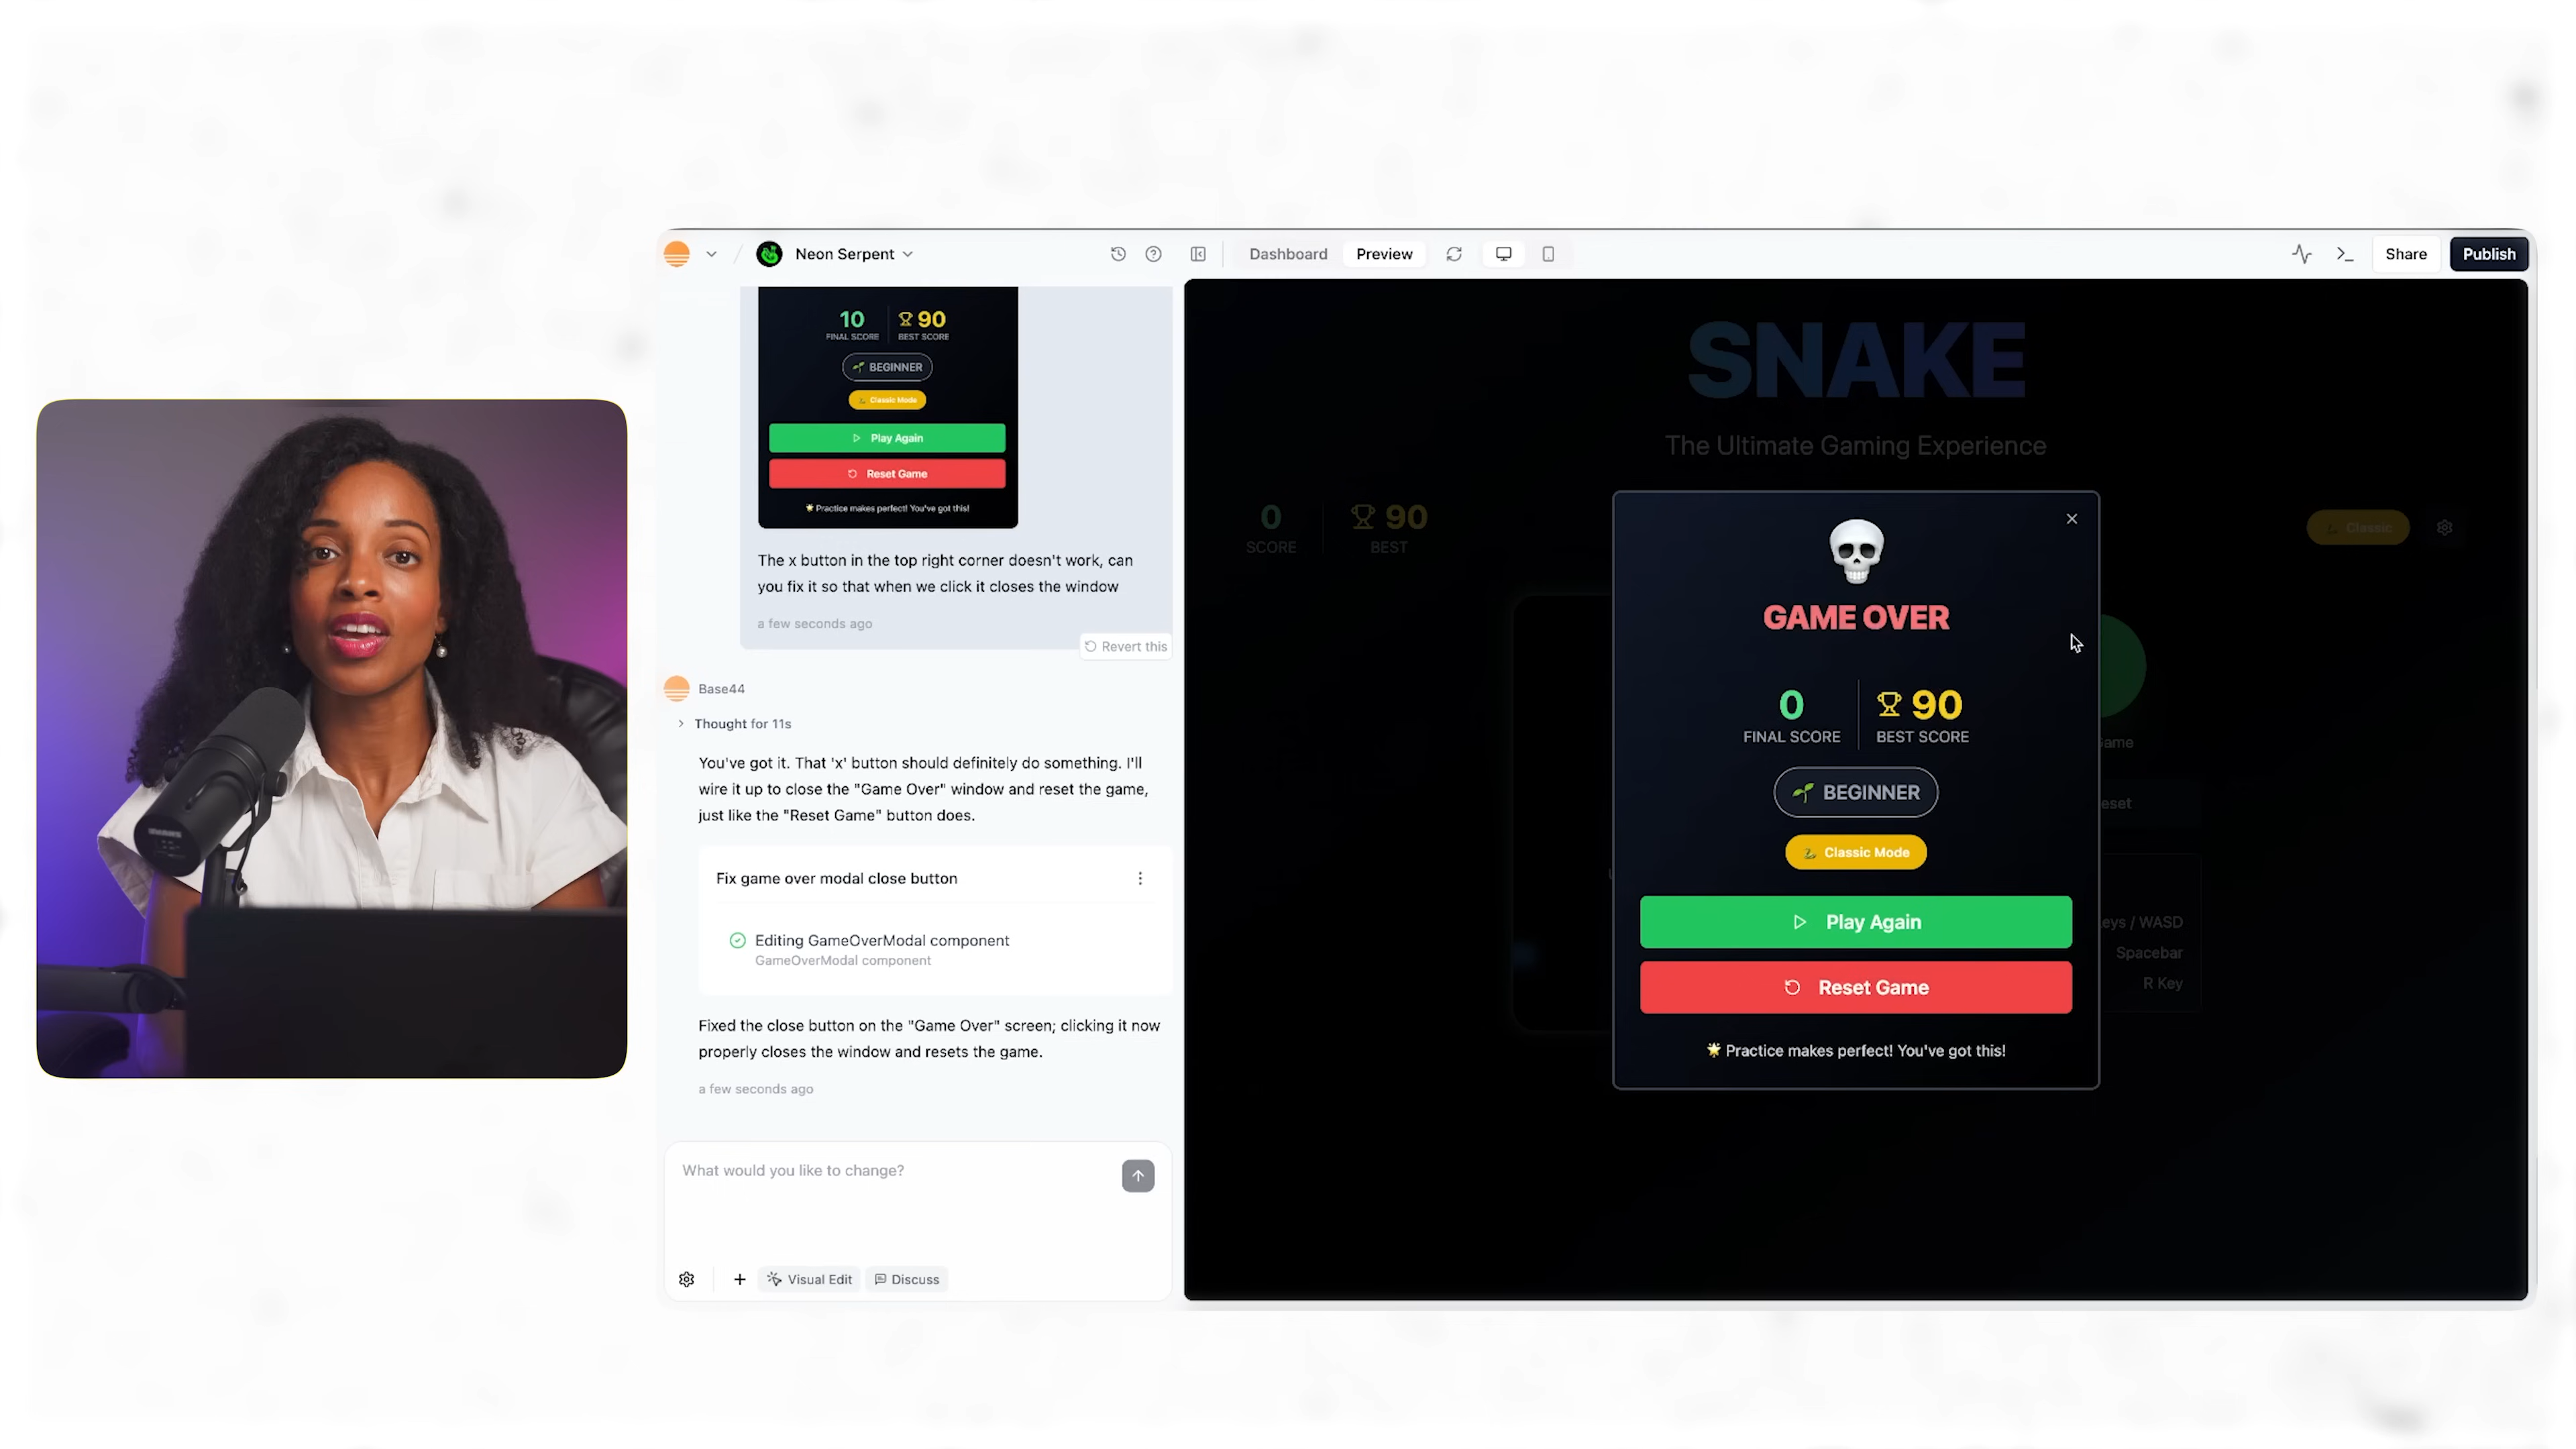 Neon Serpent
Dashboard
Preview
Share
Publish
10
FINAL SCORE
90
BEST SCORE
BEGINNER
Classic Mode
Play Again
Reset Game
Practice makes perfect! You've got this!
The x button in the top right corner doesn't work, can
you fix it so that when we click it closes the window
a few seconds ago
Revert this
Base44
Thought for 11s
You've got it. That 'x' button should definitely do something. I'll
wire it up to close the "Game Over" window and reset the game,
just like the "Reset Game" button does.
Fix game over modal close button
Editing GameOverModal component
GameOverModal component
Fixed the close button on the "Game Over" screen; clicking it now
properly closes the window and resets the game.
a few seconds ago
What would you like to change?
Visual Edit
Discuss
SNAKE
The Ultimate Gaming Experience
0
SCORE
90
BEST
Classic
GAME OVER
0
FINAL SCORE
90
BEST SCORE
BEGINNER
Classic Mode
Play Again
Reset Game
Practice makes perfect! You've got this!
/ WASD
Spacebar
R Key